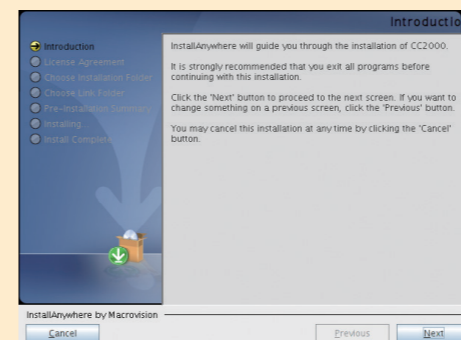 Introductio
Introduction
License Agreement
Choose Installation Folder
Choose Link Folder
Pre-Installation Summary
Installing...
Install Complete
InstallAnywhere will guide you through the installation of CC2000.
It is strongly recommended that you exit all programs before
continuing with this installation.
Click the 'Next' button to proceed to the next screen. If you want to
change something on a previous screen, click the 'Previous' button.
You may cancel this installation at any time by clicking the 'Cancel'
button.
InstallAnywhere by Macrovision
Cancel
Previous
Next